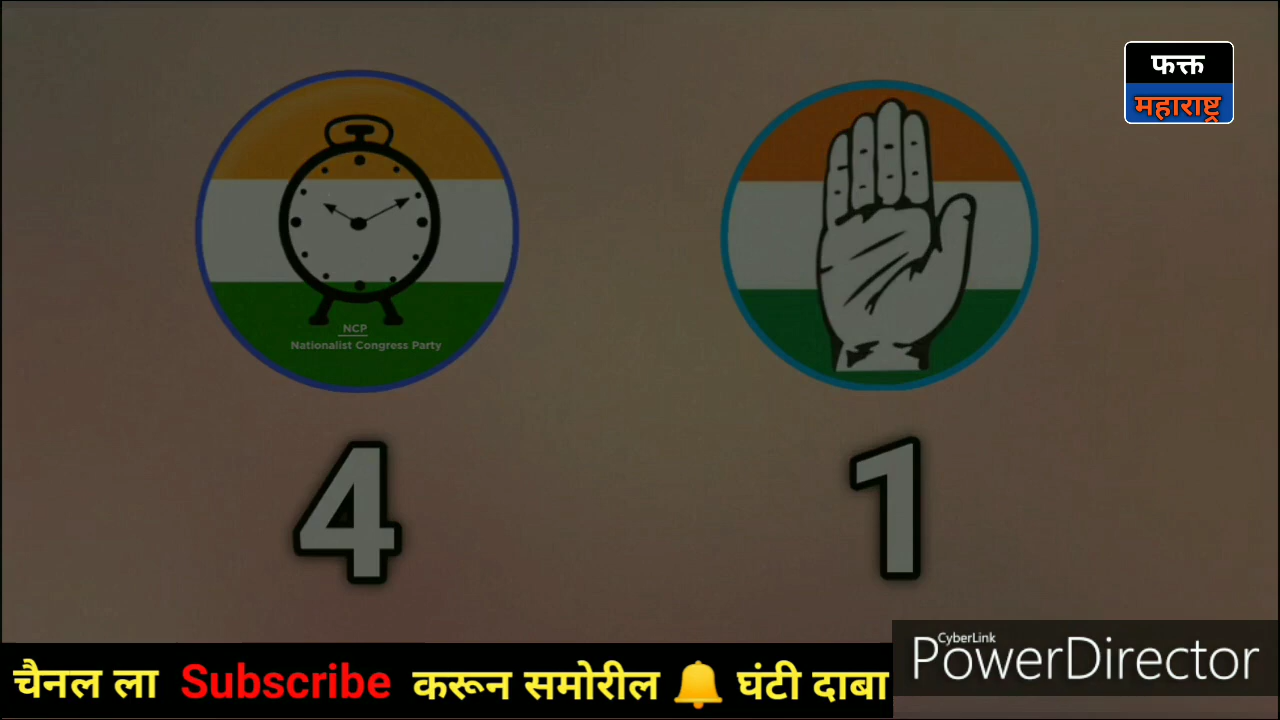 फक्त
महाराष्ट्र
NCP
Nationalist Congress Party
4
1
चैनल ला Subscribe करून समोरील 🔔 घंटी दाबा
CyberLink
PowerDirector